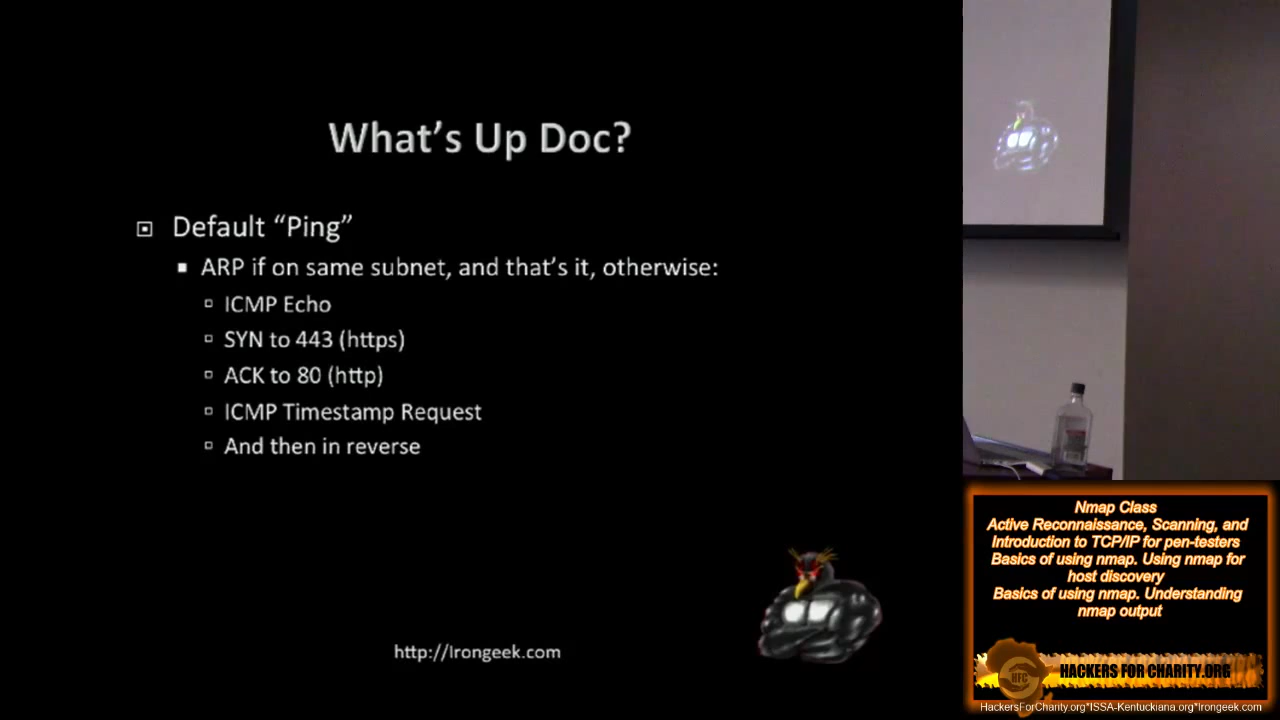 What's Up Doc?
Default “Ping”
ARP if on same subnet, and that's it, otherwise:
ICMP Echo
SYN to 443 (https)
ACK to 80 (http)
ICMP Timestamp Request
And then in reverse
http://Irongeek.com
Nmap Class
Active Reconnaissance, Scanning, and
Introduction to TCP/IP for pen-testers
Basics of using nmap. Using nmap for
host discovery
Basics of using nmap. Understanding
nmap output
HFC
HACKERS FOR CHARITY.ORG
HackersForCharity.org*ISSA-Kentuckiana.org*Irongeek.com